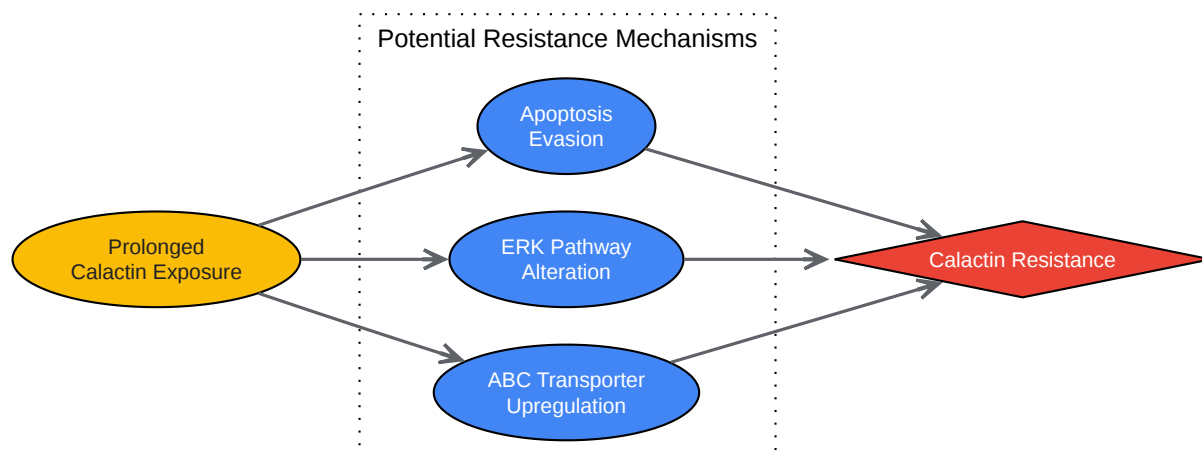 Potential Resistance Mechanisms
Apoptosis
Evasion
Prolonged
Calactin Exposure
ERK Pathway
Alteration
Calactin Resistance
ABC Transporter
Upregulation